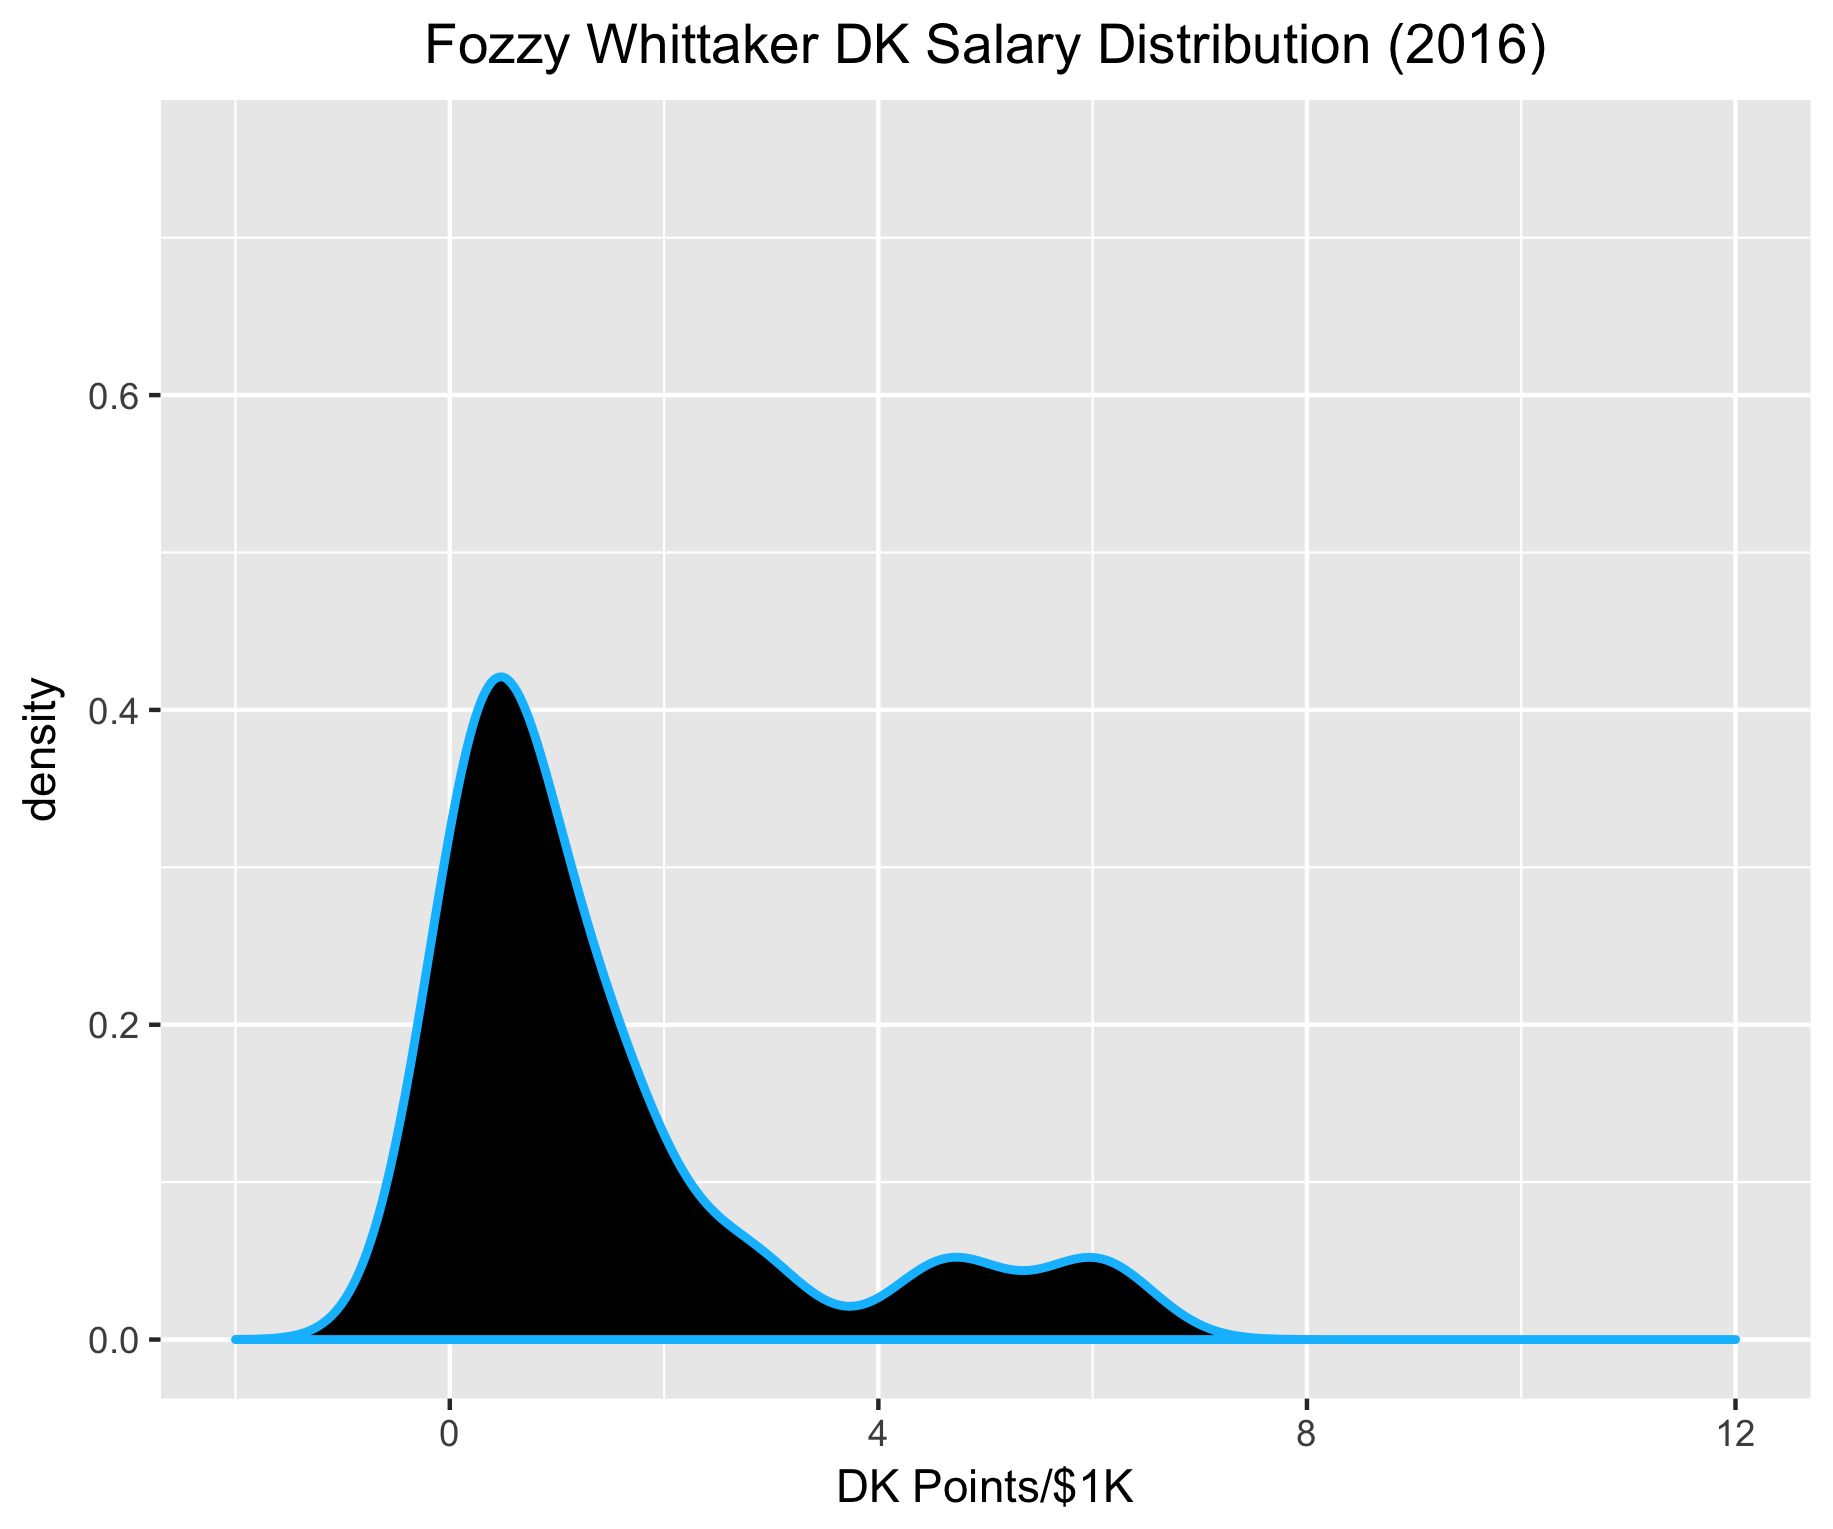 Fozzy Whittaker DK Salary Distribution (2016)
density
0.6
0.4
0.2
0.0
0 4 8 12
DK Points/$1K